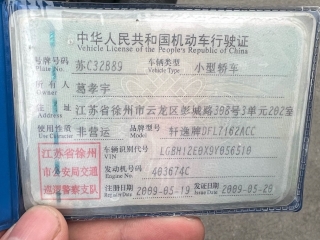 中华人民共和国机动车行驶证
Vehicle License of the People's Republic of China
号牌号码 苏C32B89 车辆类型 小型轿车
Plate No. Vehicle Type
所有人 葛孝宇
Owner
住址 江苏省徐州市云龙区彭城路398号3单元202室
Address
使用性质 非营运 品牌型号 轩逸牌DFL7162ACC
Use Character Model
江苏省徐州 车辆识别代号 LGBH12E0X9Y056510
VIN
市公安局交通 发动机号码 403674C
Engine No.
巡逻警察支队 注册日期 2009-05-19 发证日期 2009-05-20
Register Date Issue Date